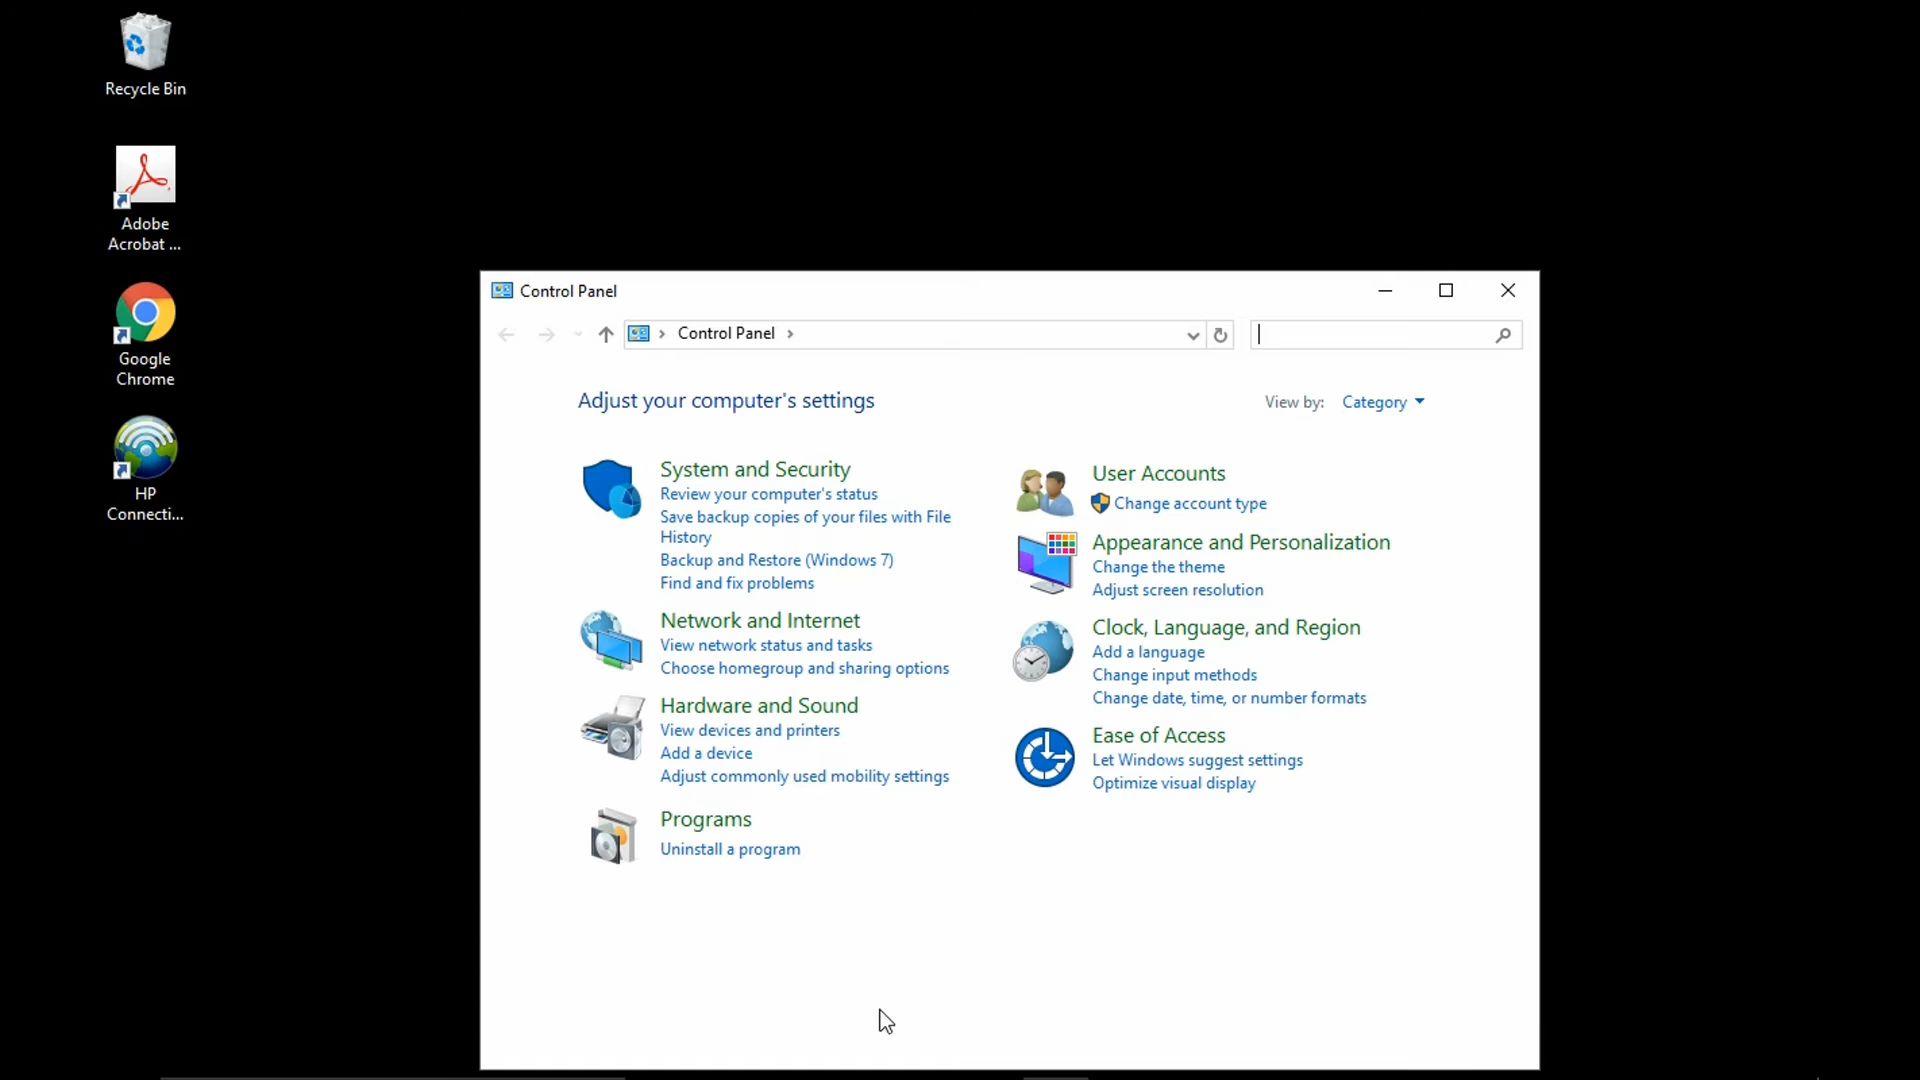 Recycle Bin
Adobe
Acrobat ...
Google
Chrome
HP
Connecti...
Control Panel
Control Panel
Adjust your computer's settings
View by: Category
System and Security
Review your computer's status
Save backup copies of your files with File
History
Backup and Restore (Windows 7)
Find and fix problems
Network and Internet
View network status and tasks
Choose homegroup and sharing options
Hardware and Sound
View devices and printers
Add a device
Adjust commonly used mobility settings
Programs
Uninstall a program
User Accounts
Change account type
Appearance and Personalization
Change the theme
Adjust screen resolution
Clock, Language, and Region
Add a language
Change input methods
Change date, time, or number formats
Ease of Access
Let Windows suggest settings
Optimize visual display